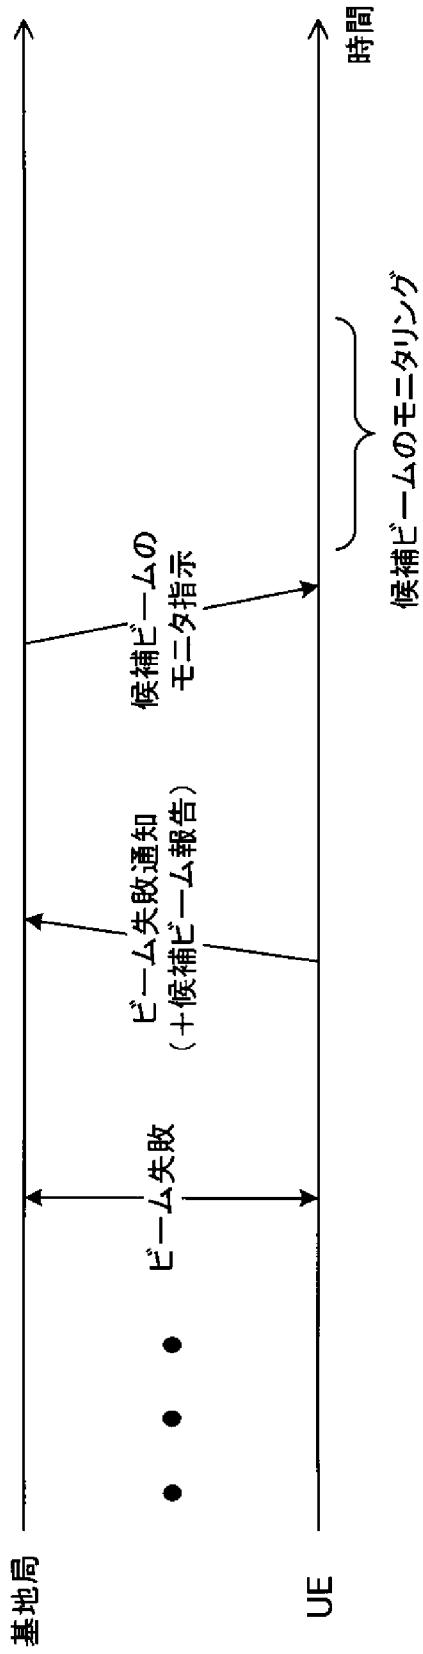 基地局
UE
ビーム失敗
ビーム失敗通知
（＋候補ビーム報告）
候補ビームの
モニタ指示
候補ビームのモニタリング
時間